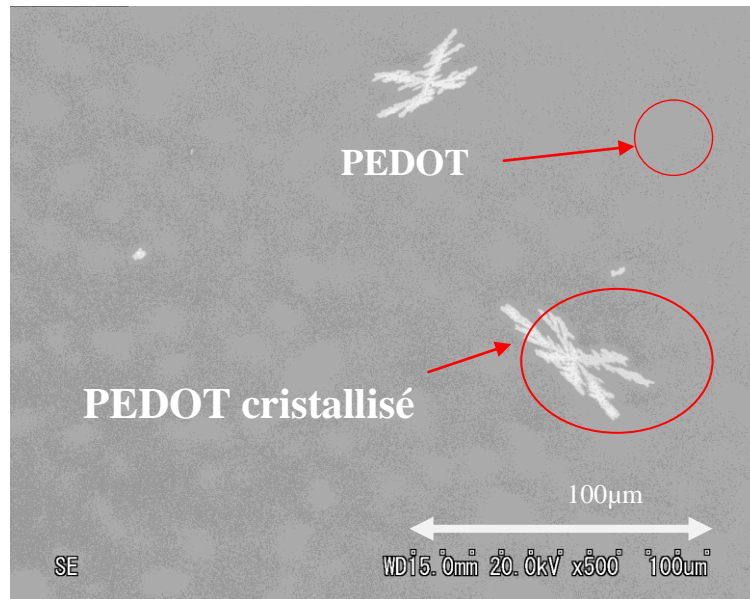 PEDOT
PEDOT cristallisé
100μm
SE WD15.0mm 20.0kV x500 100um